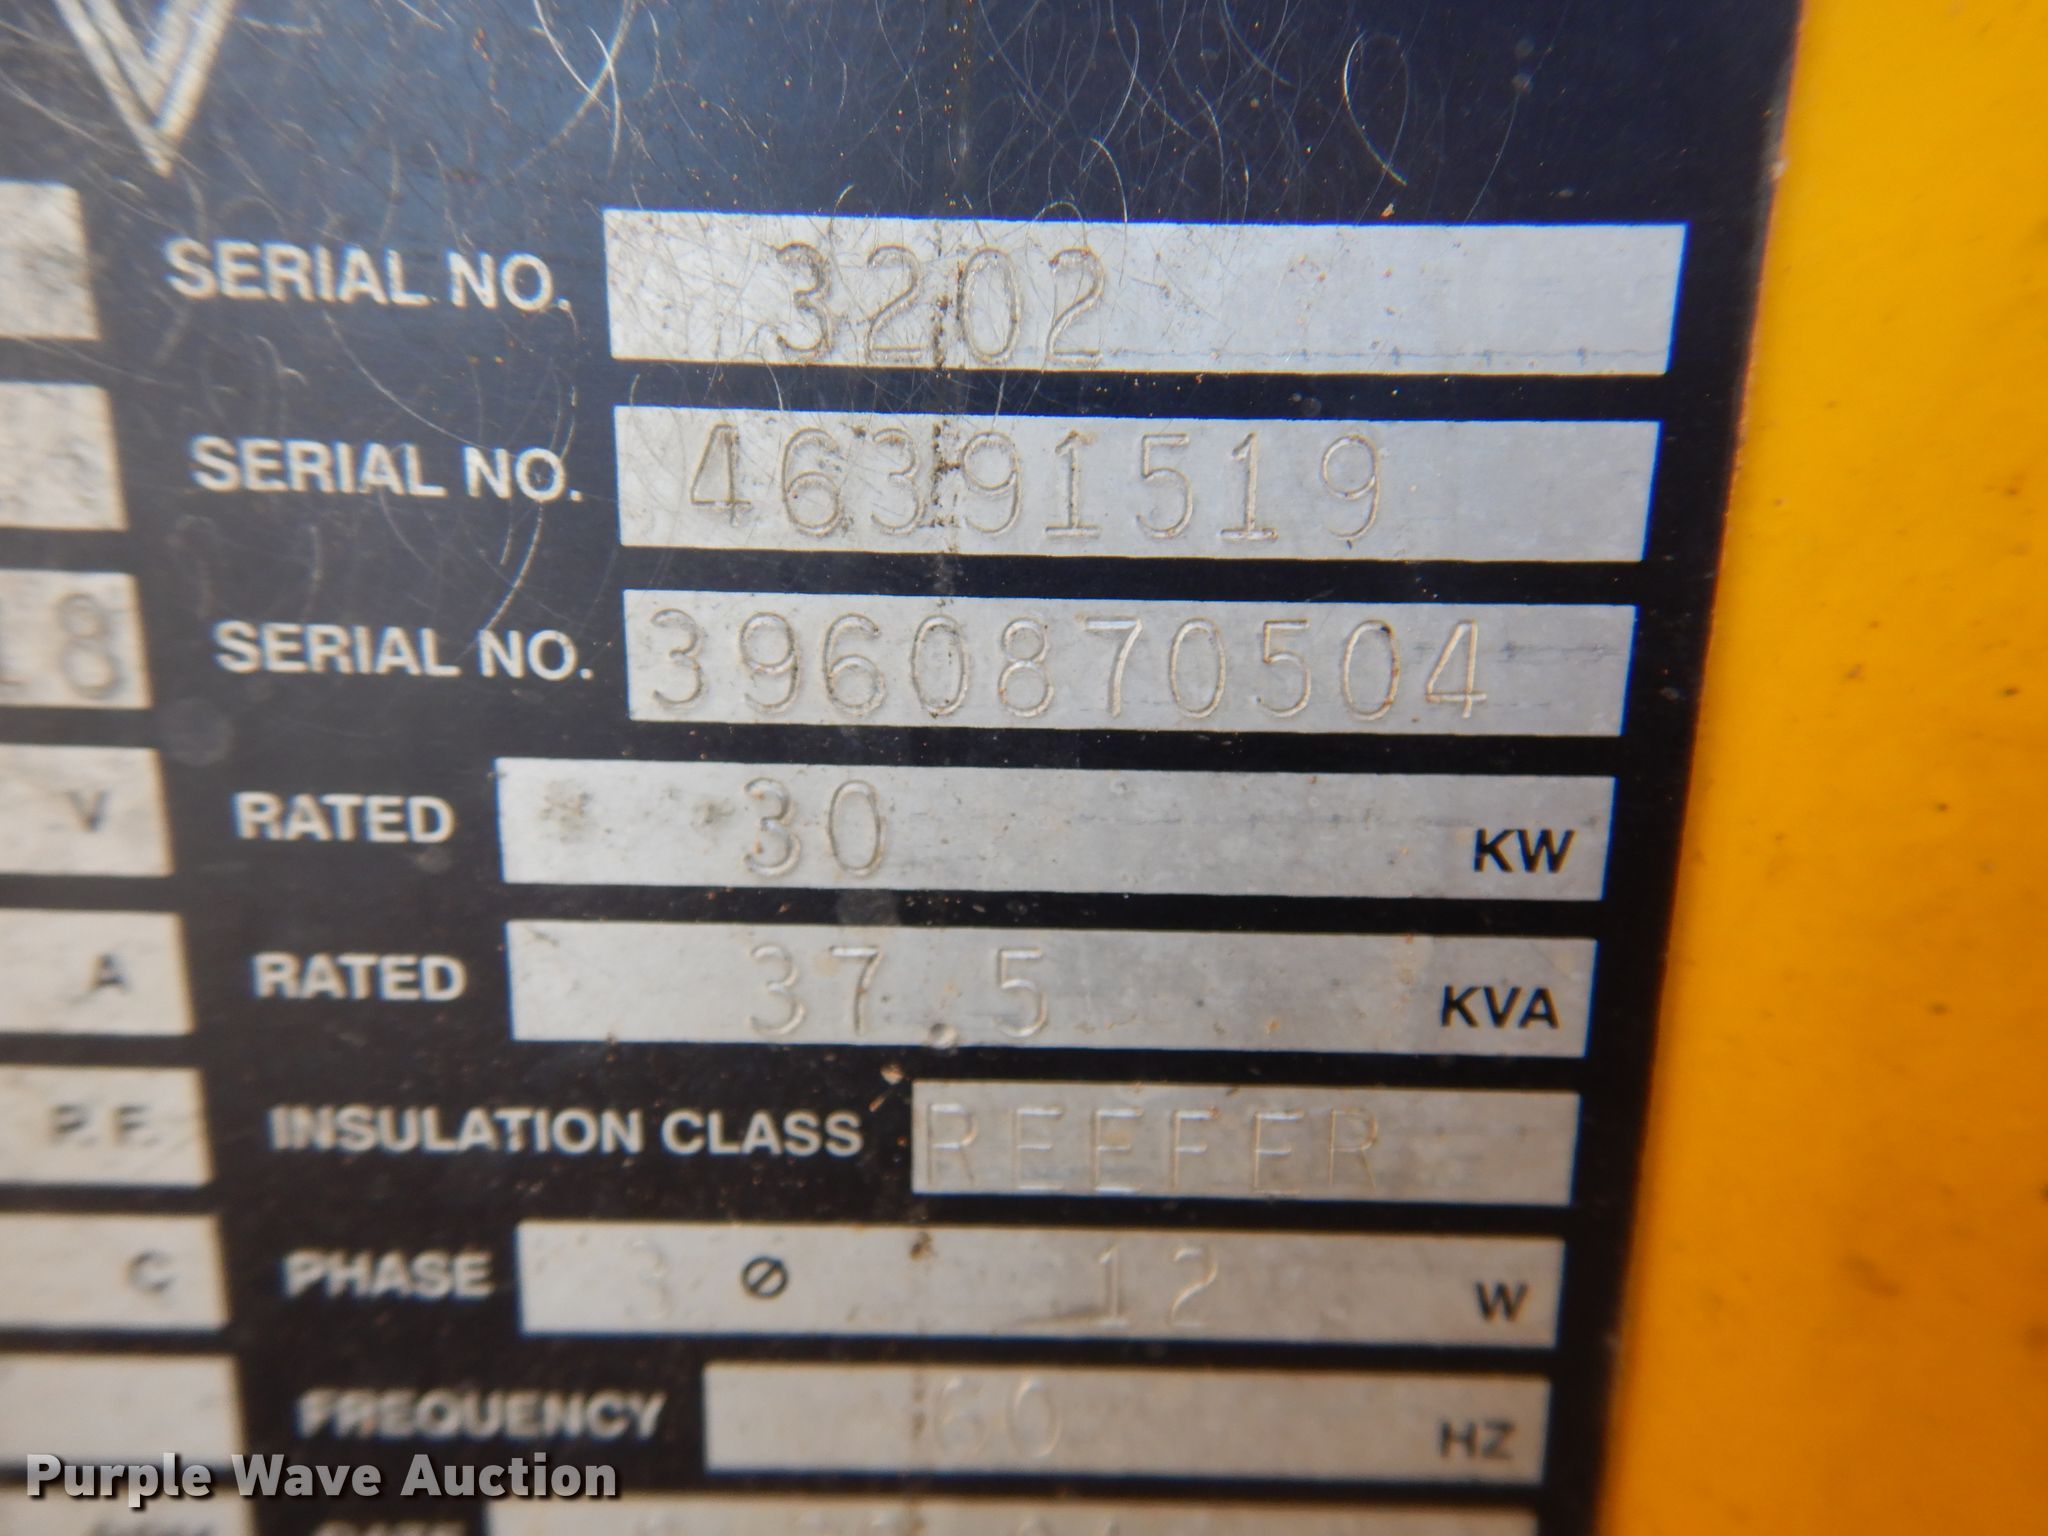 SERIAL NO. 3202
SERIAL NO. 46391519
18 SERIAL NO. 3960870504
V RATED 30 KW
A RATED 37.5 KVA
P.F. INSULATION CLASS REEFER
C PHASE 3 Ø 12 W
FREQUENCY 60 HZ
Purple Wave Auction